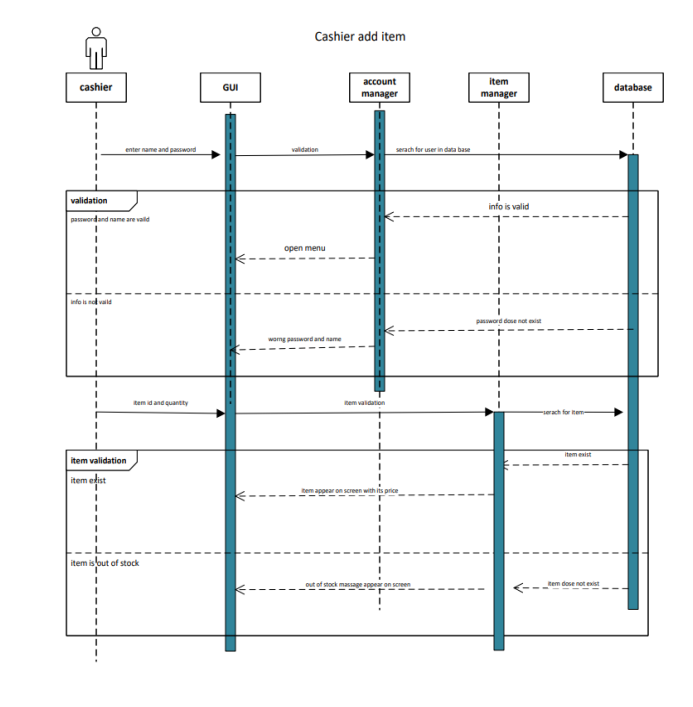 Cashier add item
cashier
GUI
account
manager
item
manager
database
enter name and password
validation
serach for user in data base
validation
password and name are vaild
info is valid
open menu
info is not vaild
password dose not exist
worng password and name
Item id and quantity
Item validation
serach for item
item validation
item exist
item exist
Item appear on screen with its price
item is out of stock
out of stock massage appear on screen
Item dose not exist